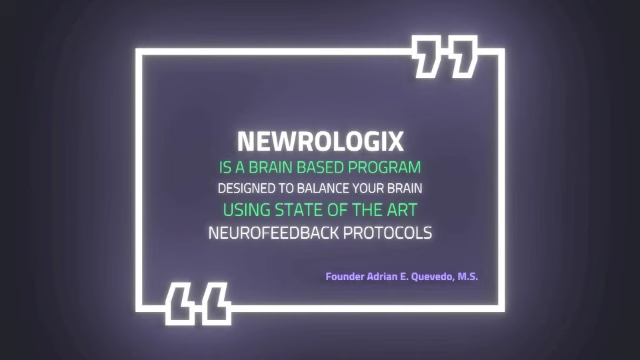 NEWROLOGIX
IS A BRAIN BASED PROGRAM
DESIGNED TO BALANCE YOUR BRAIN
USING STATE OF THE ART
NEUROFEEDBACK PROTOCOLS
Founder Adrian E. Quevedo, M.S.